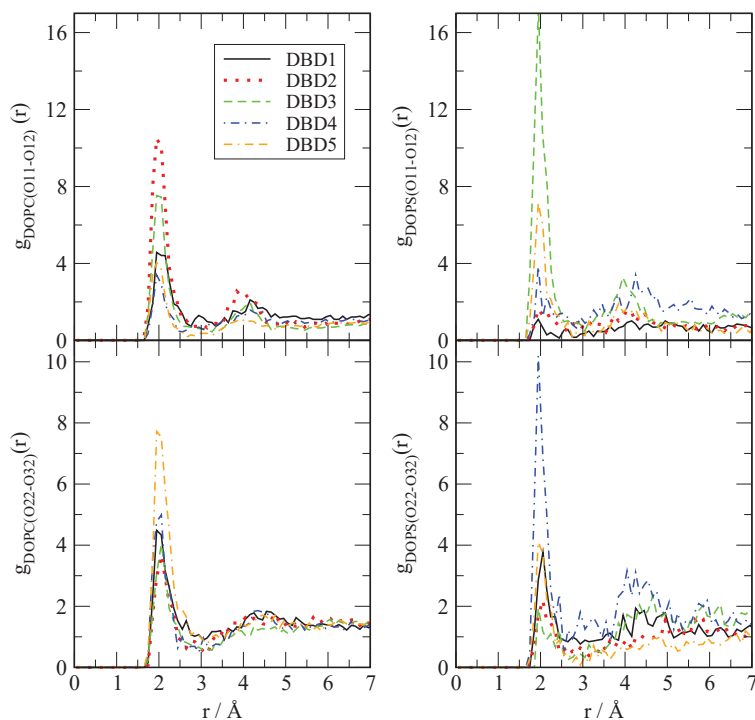 16
12
8
4
0
g_DOPC(O11-O12)(r)
DBD1
DBD2
DBD3
DBD4
DBD5
16
12
8
4
0
g_DOPS(O11-O12)(r)
10
8
6
4
2
0
g_DOPC(O22-O32)(r)
0 1 2 3 4 5 6 7
r / Å
10
8
6
4
2
0
g_DOPS(O22-O32)(r)
0 1 2 3 4 5 6 7
r / Å